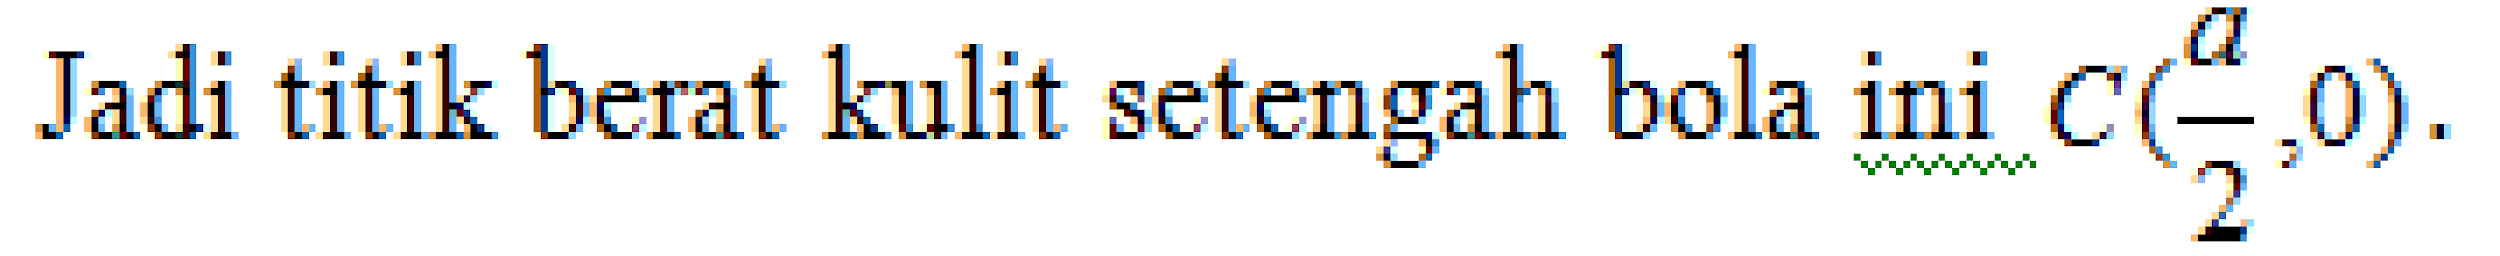 Jadi titik berat kulit setengah bola ini C(a/2,0).